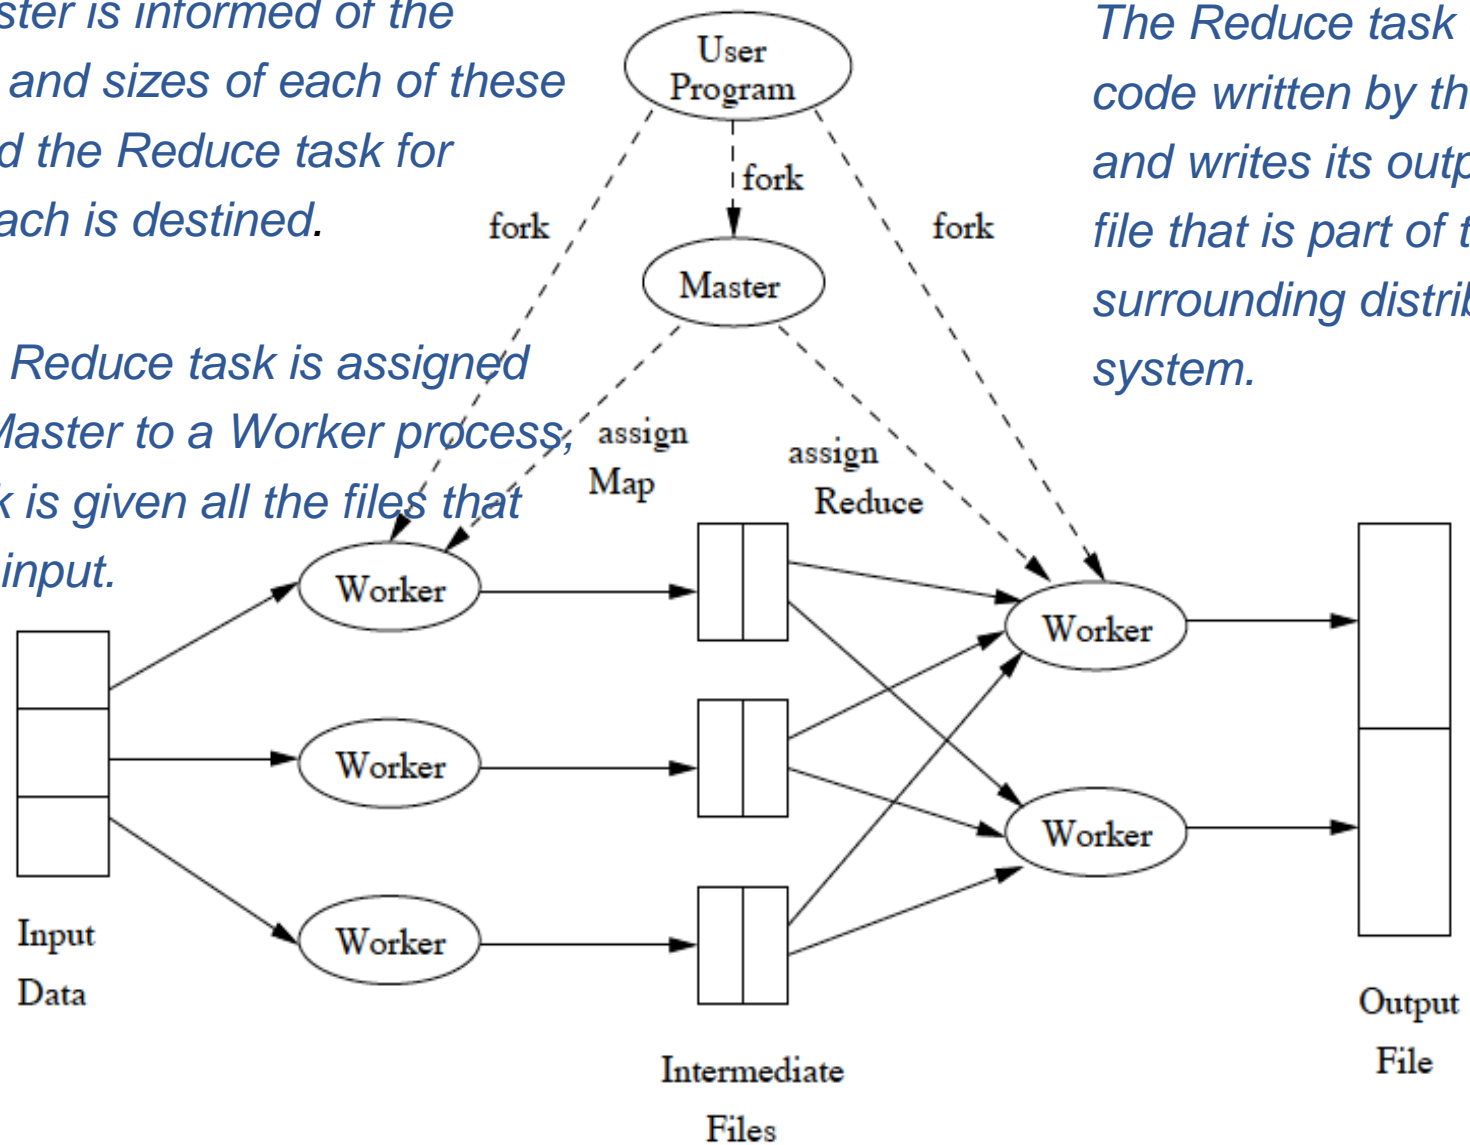 ster is informed of the
and sizes of each of these
d the Reduce task for
ach is destined.
Reduce task is assigned
Master to a Worker process,
k is given all the files that
input.
The Reduce task
code written by th
and writes its outp
file that is part of t
surrounding distrib
system.
User
Program
fork
fork
fork
Master
assign
Map
assign
Reduce
Worker
Worker
Worker
Worker
Worker
Input
Data
Intermediate
Files
Output
File